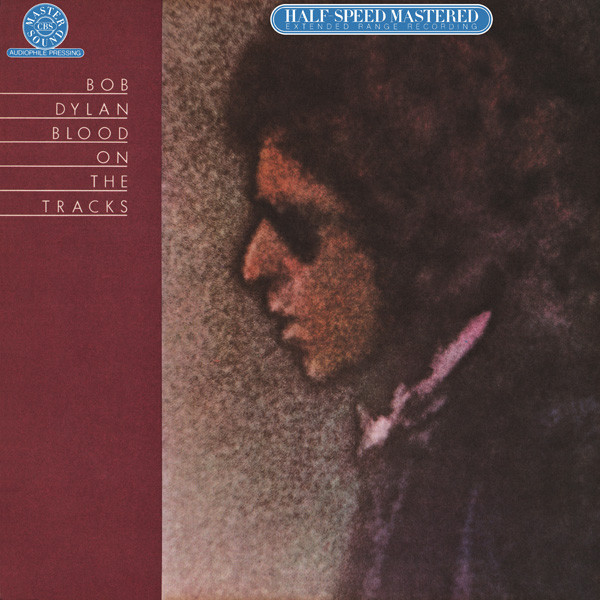 MASTER
SOUND
CBS
AUDIOPHILE PRESSING
HALF-SPEED MASTERED
EXTENDED RANGE RECORDING
BOB
DYLAN
BLOOD
ON
THE
TRACKS